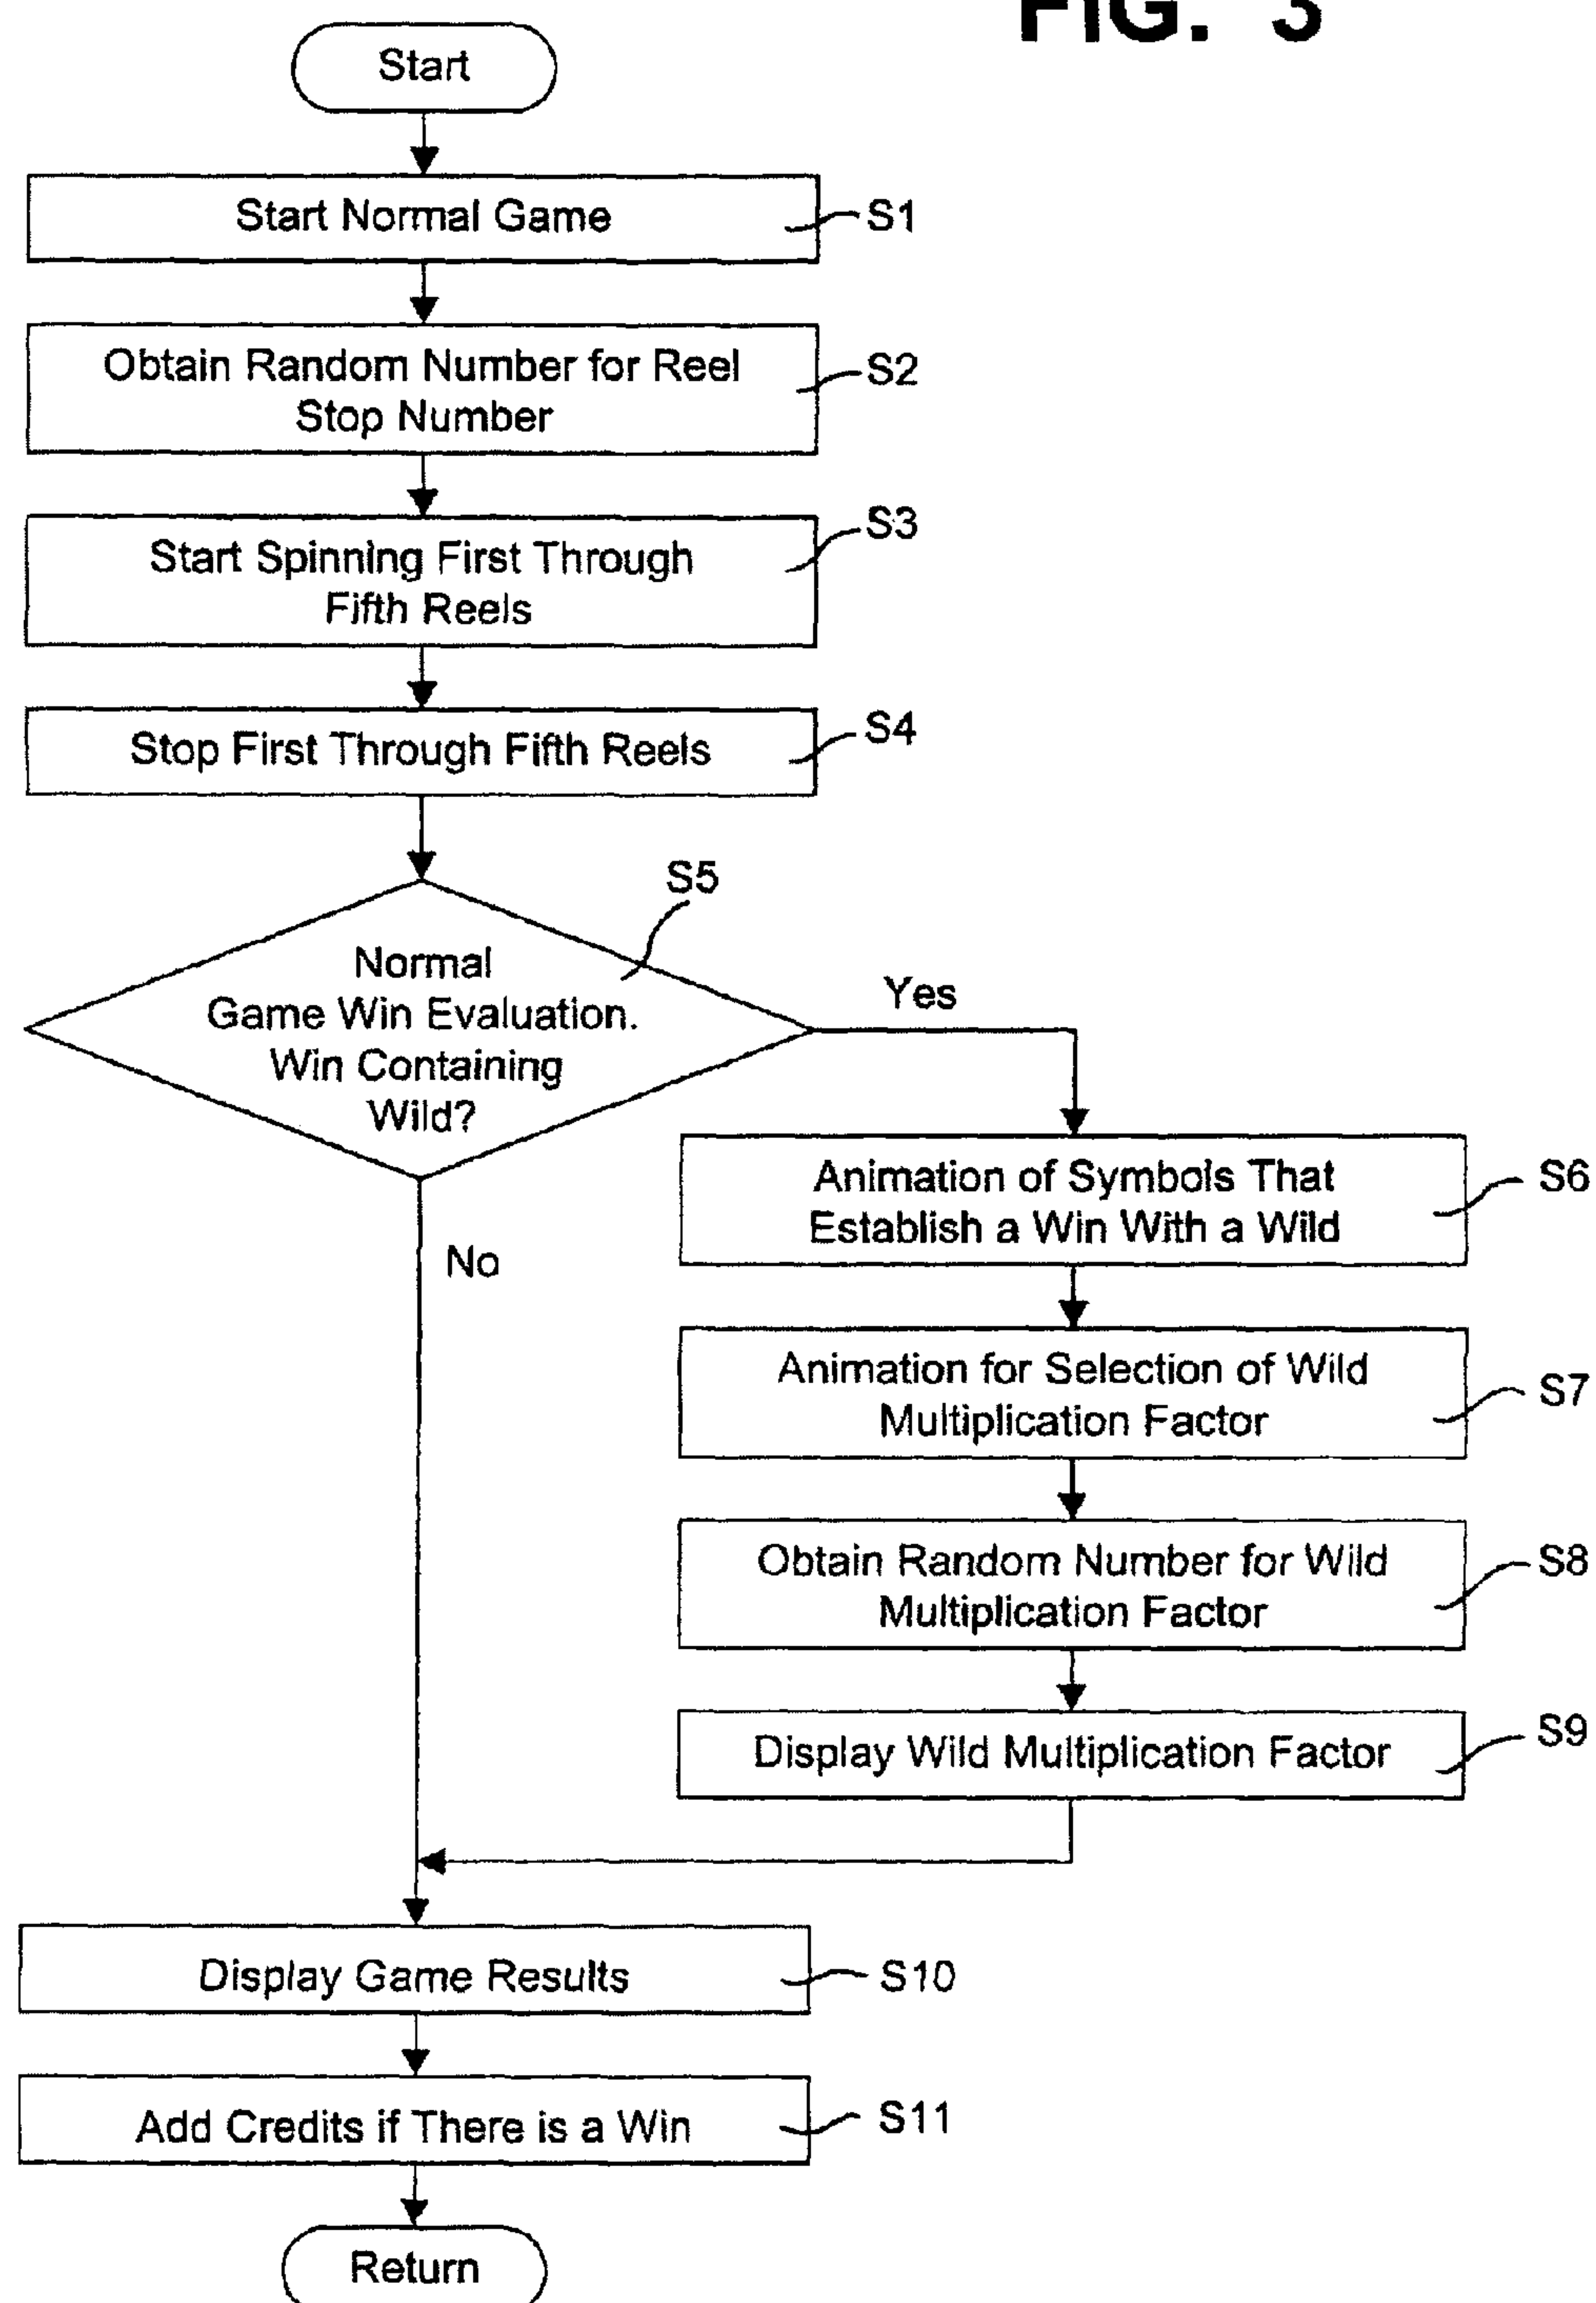 FIG. 3
Start
Start Normal Game
S1
Obtain Random Number for Reel
Stop Number
S2
Start Spinning First Through
Fifth Reels
S3
Stop First Through Fifth Reels
S4
S5
Normal
Game Win Evaluation.
Win Containing
Wild?
Yes
No
Animation of Symbols That
Establish a Win With a Wild
S6
Animation for Selection of Wild
Multiplication Factor
S7
Obtain Random Number for Wild
Multiplication Factor
S8
Display Wild Multiplication Factor
S9
Display Game Results
S10
Add Credits if There is a Win
S11
Return